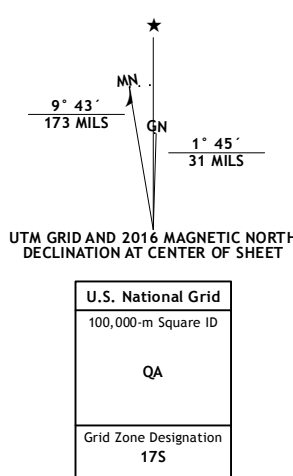 ★
MN
GN
9° 43´
173 MILS
1° 45´
31 MILS
UTM GRID AND 2016 MAGNETIC NORTH
DECLINATION AT CENTER OF SHEET
U.S. National Grid
100,000-m Square ID
QA
Grid Zone Designation
17S